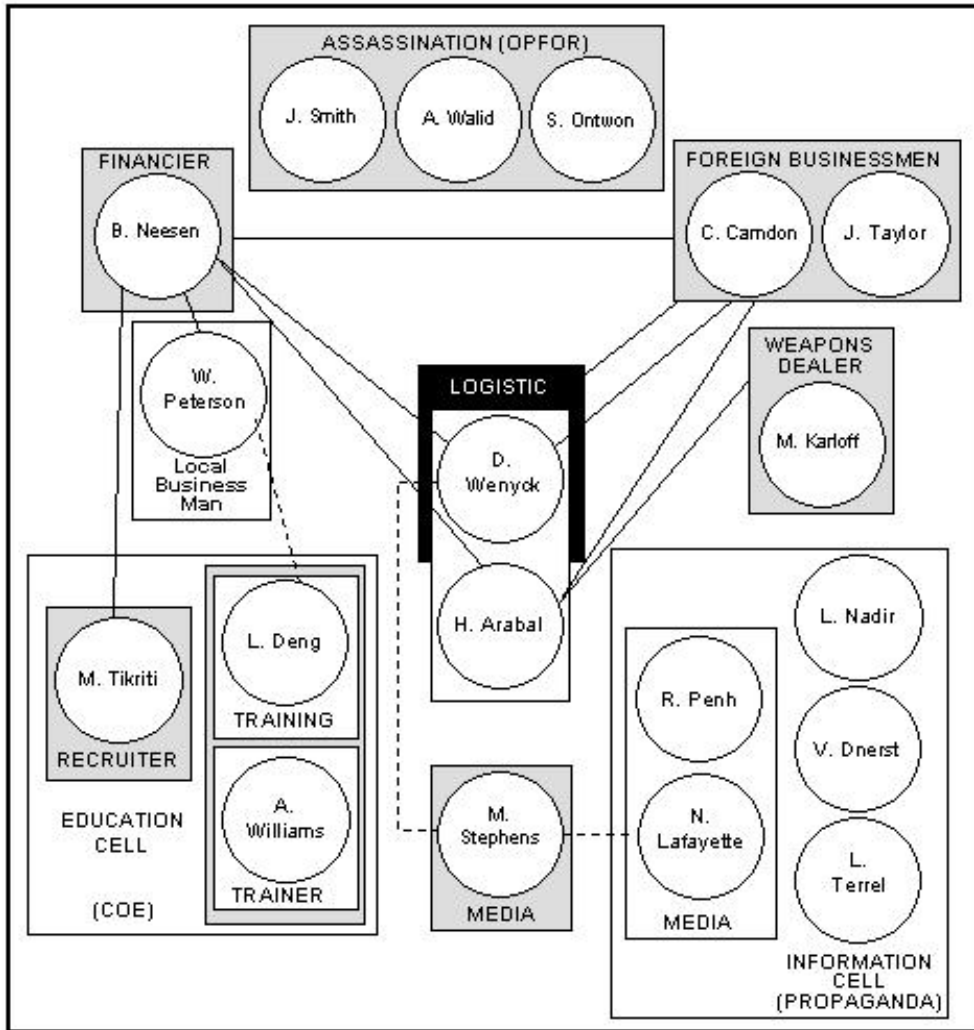 ASSASSINATION (OPFOR)
J. Smith
A. Walid
S. Ontwon
FINANCIER
B. Neesen
FOREIGN BUSINESSMEN
C. Camdon
J. Taylor
W.
Peterson
Local
Business
Man
LOGISTIC
D.
Wenyck
H. Arabal
WEAPONS
DEALER
M. Karloff
M. Tikriti
RECRUITER
EDUCATION
CELL
(COE)
L. Deng
TRAINING
A.
Williams
TRAINER
M.
Stephens
MEDIA
R. Penh
N.
Lafayette
MEDIA
L. Nadir
V. Dnerst
L.
Terrel
INFORMATION
CELL
(PROPAGANDA)